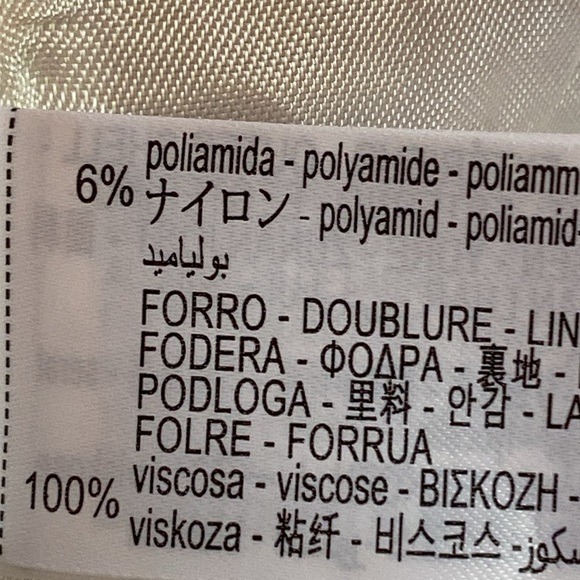 poliamida - polyamide - poliamm
6% ナイロン - polyamid - poliamid-
بولياميد
FORRO - DOUBLURE - LIN
FODERA - ΦΟΔΡΑ - 裏地 -
PODLOGA - 里料 - 안감 - LA
FOLRE - FORRUA
100% viscosa - viscose - ΒΙΣΚΟΖΗ -
viskoza - 粘纤 - 비스코스 -